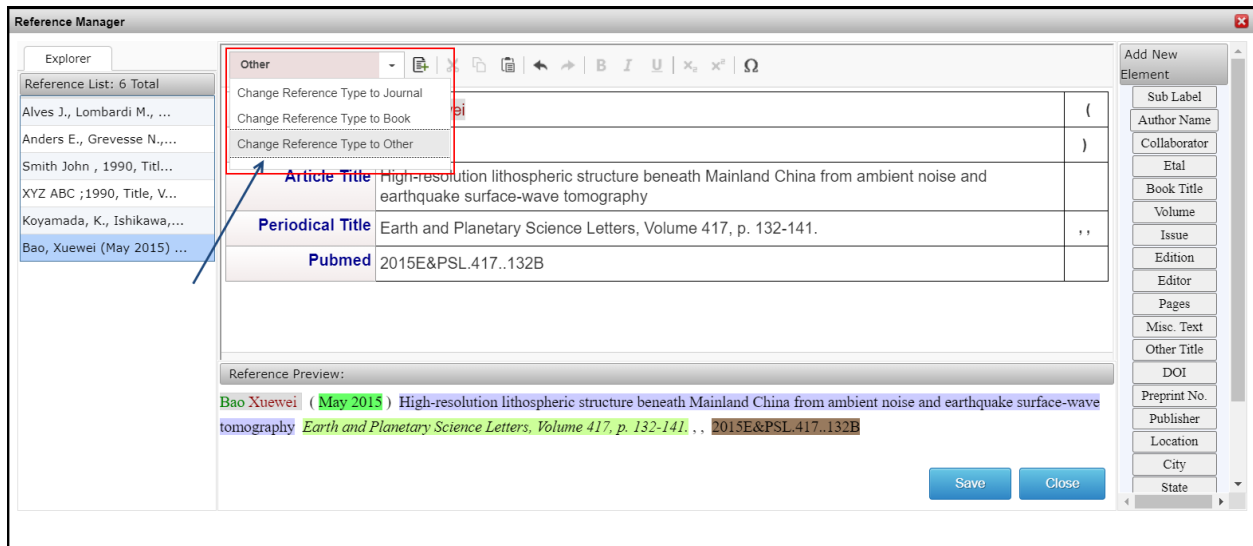 Reference Manager
Explorer
Reference List: 6 Total
Alves J., Lombardi M., ...
Anders E., Grevesse N.,...
Smith John , 1990, Titl...
XYZ ABC ;1990, Title, V...
Koyamada, K., Ishikawa,...
Bao, Xuewei (May 2015) ...
Other
B I U x₂ x² Ω
Change Reference Type to Journal
Change Reference Type to Book
Change Reference Type to Other
ei (
)
Article Title High-resolution lithospheric structure beneath Mainland China from ambient noise and
earthquake surface-wave tomography
Periodical Title Earth and Planetary Science Letters, Volume 417, p. 132-141. , ,
Pubmed 2015E&PSL.417..132B
Reference Preview:
Bao Xuewei ( May 2015 ) High-resolution lithospheric structure beneath Mainland China from ambient noise and earthquake surface-wave
tomography Earth and Planetary Science Letters, Volume 417, p. 132-141. , , 2015E&PSL.417..132B
Save Close
Add New
Element
Sub Label
Author Name
Collaborator
Etal
Book Title
Volume
Issue
Edition
Editor
Pages
Misc. Text
Other Title
DOI
Preprint No.
Publisher
Location
City
State